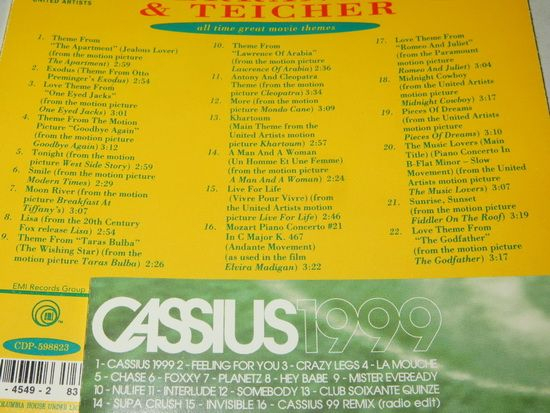 UNITED ARTISTS
& TEICHER
all time great movie themes
1. Theme From
"The Apartment" (Jealous Lover)
(from the motion picture
The Apartment) 2:59
2. Exodus (Theme From Otto
Preminger's Exodus) 2:54
3. Love Theme From
"One Eyed Jacks"
(from the motion picture
One Eyed Jacks) 3:01
4. Theme From The Motion
Picture "Goodbye Again"
(from the motion picture
Goodbye Again) 3:12
5. Tonight (from the motion
picture West Side Story) 2:59
6. Smile (from the motion picture
Modern Times) 2:29
7. Moon River (from the motion
picture Breakfast At
Tiffany's) 3:07
8. Lisa (from the 20th Century
Fox release Lisa) 2:54
9. Theme From "Taras Bulba"
(The Wishing Star) (from the
motion picture Taras Bulba) 2:26
10. Theme From
"Lawrence Of Arabia"
(from the motion picture
Lawrence Of Arabia) 2:36
11. Antony and Cleopatra
Theme (from the motion
picture Cleopatra) 3:34
12. More (from the motion
picture Mondo Cane) 3:09
13. Khartoum
(Main Theme from the
United Artists motion
picture Khartoum) 2:57
14. A Man And A Woman
(Un Homme Et Une Femme)
(from the motion picture
A Man And A Woman) 2:24
15. Live For Life
(Vivre Pour Vivre) (from
the United Artists motion
picture Live For Life) 2:46
16. Mozart Piano Concerto #21
In C Major K. 467
(Andante Movement)
(as used in the film
Elvira Madigan) 3:22
17. Love Theme From
"Romeo And Juliet" (from
the Paramount
motion picture
Romeo And Juliet) 3:04
18. Midnight Cowboy (from
the United Artists
motion picture
Midnight Cowboy) 3:17
19. Pieces Of Dreams
(from the United Artists
motion picture
Pieces Of Dreams) 3:10
20. The Music Lovers (Main
Title) (Piano Concerto In
B-Flat Minor – Slow
Movement) (from the
United Artists motion
picture
The Music Lovers) 3:07
21. Sunrise, Sunset
(from the motion picture
Fiddler On The Roof) 3:19
22. Love Theme From
"The Godfather"
(from the motion picture
The Godfather) 3:17
EMI Records Group
EMI
CDP-598823
- 4549 - 2 83
COLUMBIA HOUSE UNDER LIC
CASSIUS1999
1 - CASSIUS 1999 2 - FEELING FOR YOU 3 - CRAZY LEGS 4 - LA MOUCHE
5 - CHASE 6 - FOXXY 7 - PLANETZ 8 - HEY BABE 9 - MISTER EVEREADY
10 - NULIFE 11 - INTERLUDE 12 - SOMEBODY 13 - CLUB SOIXANTE QUINZE
14 - SUPA CRUSH 15 - INVISIBLE 16 - CASSIUS 99 REMIX (radio edit)